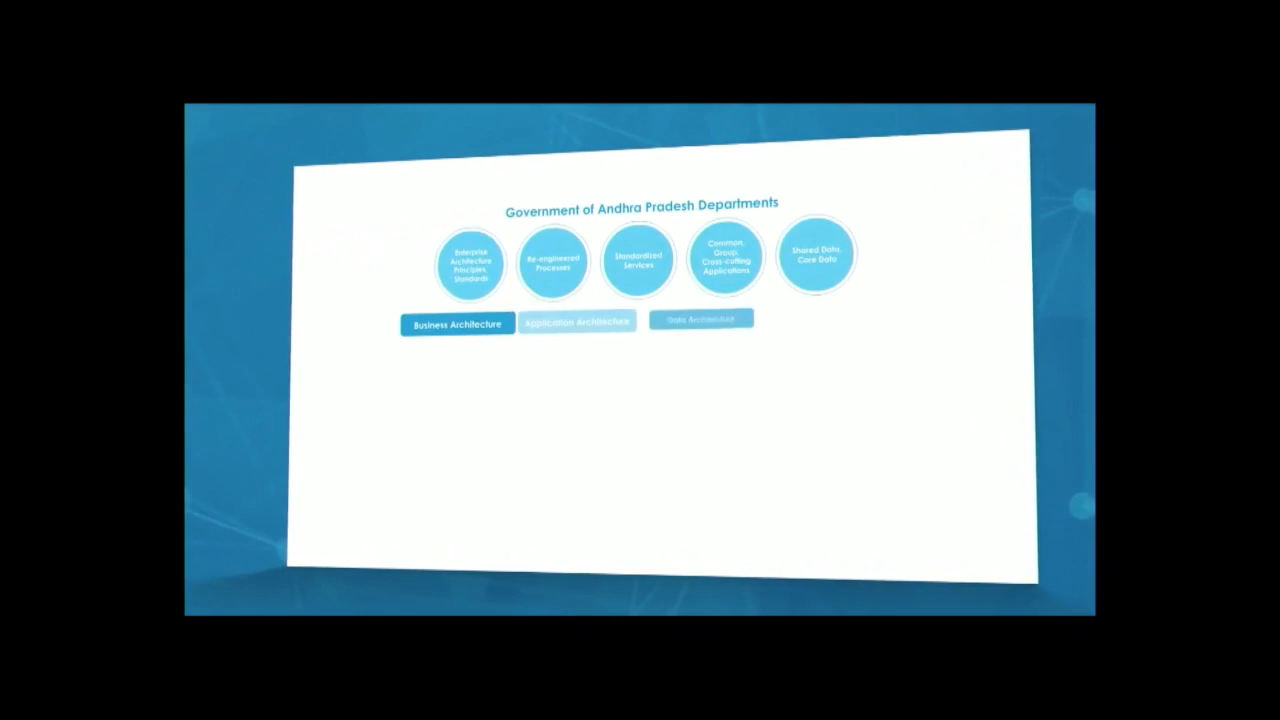 Government of Andhra Pradesh Departments
Enterprise
Architecture
Principles,
Standards
Re-engineered
Processes
Standardized
Services
Common,
Group,
Cross-cutting
Applications
Shared Data,
Core Data
Business Architecture
Application Architecture
Data Architecture